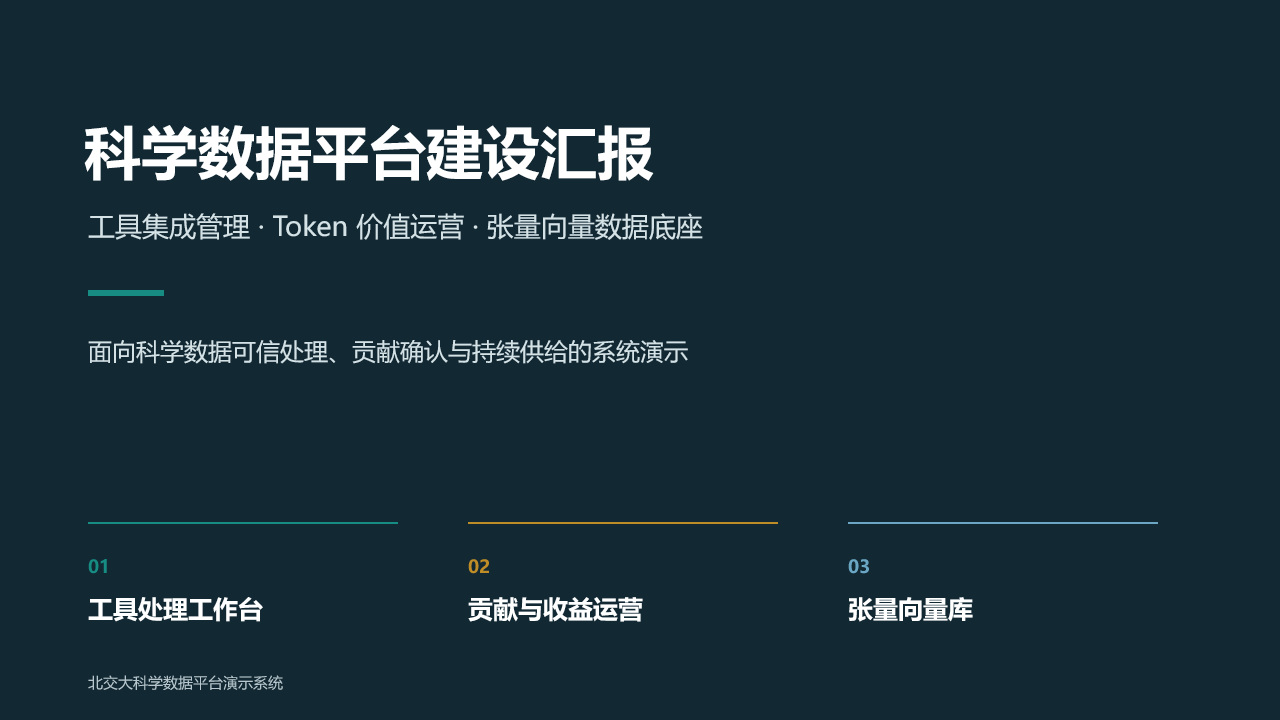 科学数据平台建设汇报
工具集成管理 · Token 价值运营 · 张量向量数据底座
面向科学数据可信处理、贡献确认与持续供给的系统演示
01
工具处理工作台
02
贡献与收益运营
03
张量向量库
北交大科学数据平台演示系统